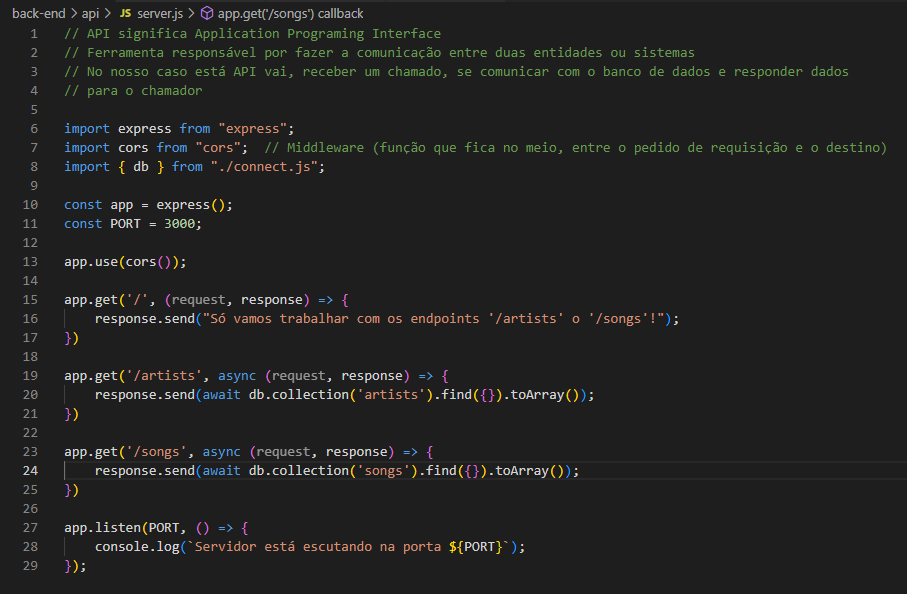 back-end > api > JS server.js > app.get('/songs') callback
1 // API significa Application Programing Interface
2 // Ferramenta responsável por fazer a comunicação entre duas entidades ou sistemas
3 // No nosso caso está API vai, receber um chamado, se comunicar com o banco de dados e responder dados
4 // para o chamador
5
6 import express from "express";
7 import cors from "cors";  // Middleware (função que fica no meio, entre o pedido de requisição e o destino)
8 import { db } from "./connect.js";
9
10 const app = express();
11 const PORT = 3000;
12
13 app.use(cors());
14
15 app.get('/', (request, response) => {
16     response.send("Só vamos trabalhar com os endpoints '/artists' o '/songs'!");
17 })
18
19 app.get('/artists', async (request, response) => {
20     response.send(await db.collection('artists').find({}).toArray());
21 })
22
23 app.get('/songs', async (request, response) => {
24     response.send(await db.collection('songs').find({}).toArray());
25 })
26
27 app.listen(PORT, () => {
28     console.log(`Servidor está escutando na porta ${PORT}`);
29 });